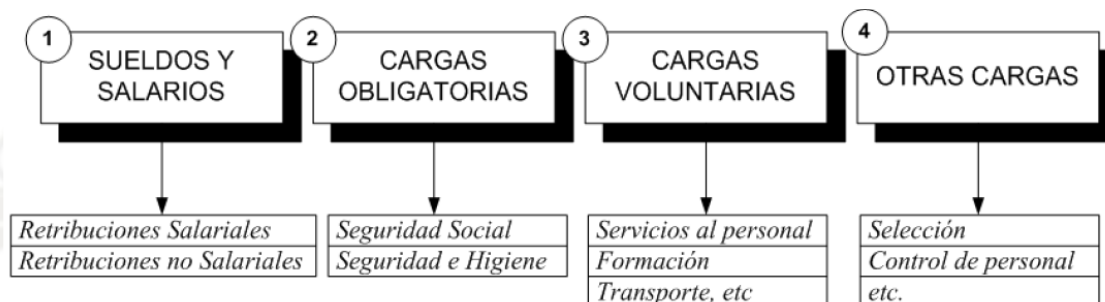 1
SUELDOS Y
SALARIOS
Retribuciones Salariales
Retribuciones no Salariales
2
CARGAS
OBLIGATORIAS
Seguridad Social
Seguridad e Higiene
3
CARGAS
VOLUNTARIAS
Servicios al personal
Formación
Transporte, etc
4
OTRAS CARGAS
Selección
Control de personal
etc.